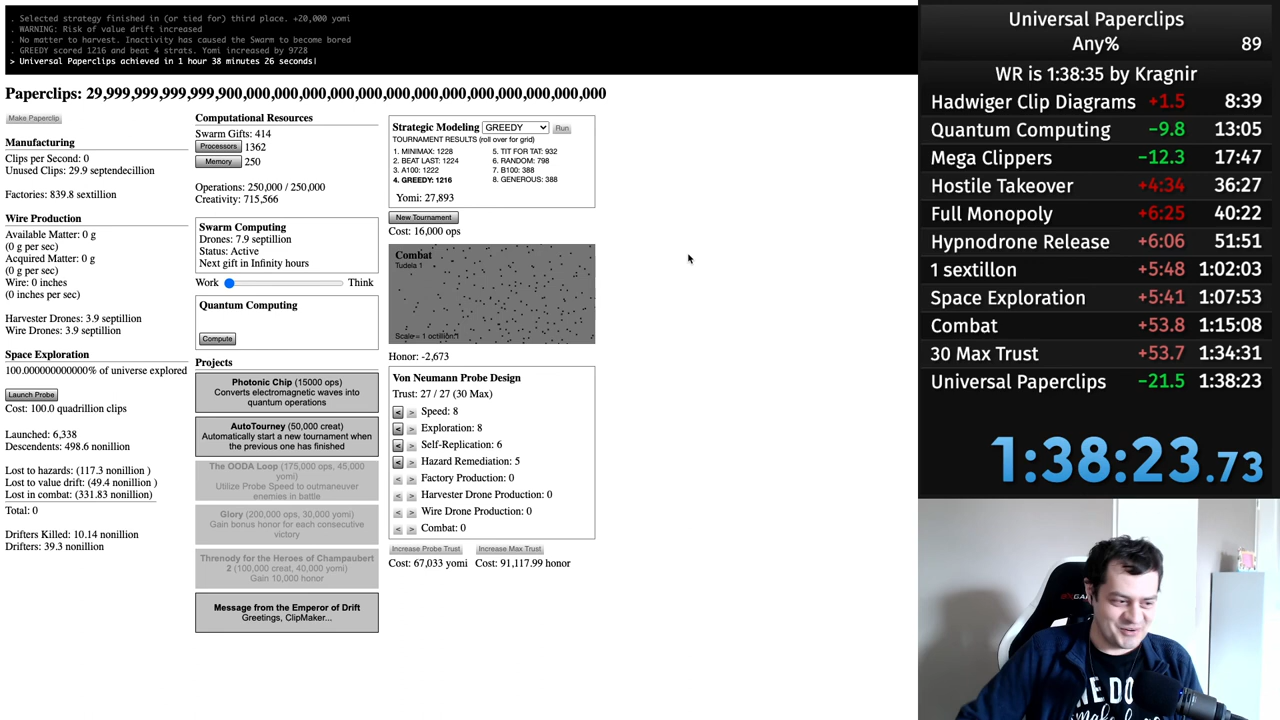 . Selected strategy finished in (or tied for) third place. +20,000 yomi
. WARNING: Risk of value drift increased
. No matter to harvest. Inactivity has caused the Swarm to become bored
. GREEDY scored 1216 and beat 4 strats. Yomi increased by 9728
> Universal Paperclips achieved in 1 hour 38 minutes 26 seconds|
Paperclips: 29,999,999,999,999,900,000,000,000,000,000,000,000,000,000,000,000,000
Make Paperclip
Manufacturing
Clips per Second: 0
Unused Clips: 29.9 septendecillion
Factories: 839.8 sextillion
Wire Production
Available Matter: 0 g
(0 g per sec)
Acquired Matter: 0 g
(0 g per sec)
Wire: 0 inches
(0 inches per sec)
Harvester Drones: 3.9 septillion
Wire Drones: 3.9 septillion
Space Exploration
100.000000000000% of universe explored
Launch Probe
Cost: 100.0 quadrillion clips
Launched: 6,338
Descendents: 498.6 nonillion
Lost to hazards: (117.3 nonillion )
Lost to value drift: (49.4 nonillion )
Lost in combat: (331.83 nonillion)
Total: 0
Drifters Killed: 10.14 nonillion
Drifters: 39.3 nonillion
Computational Resources
Swarm Gifts: 414
Processors 1362
Memory 250
Operations: 250,000 / 250,000
Creativity: 715,566
Swarm Computing
Drones: 7.9 septillion
Status: Active
Next gift in Infinity hours
Work Think
Quantum Computing
Compute
Projects
Photonic Chip (15000 ops)
Converts electromagnetic waves into
quantum operations
AutoTourney (50,000 creat)
Automatically start a new tournament when
the previous one has finished
The OODA Loop (175,000 ops, 45,000
yomi)
Utilize Probe Speed to outmaneuver
enemies in battle
Glory (200,000 ops, 30,000 yomi)
Gain bonus honor for each consecutive
victory
Threnody for the Heroes of Champaubert
2 (100,000 creat, 40,000 yomi)
Gain 10,000 honor
Message from the Emperor of Drift
Greetings, ClipMaker...
Strategic Modeling GREEDY Run
TOURNAMENT RESULTS (roll over for grid)
1. MINIMAX: 1228 5. TIT FOR TAT: 932
2. BEAT LAST: 1224 6. RANDOM: 798
3. A100: 1222 7. B100: 388
4. GREEDY: 1216 8. GENEROUS: 388
Yomi: 27,893
New Tournament
Cost: 16,000 ops
Combat
Tudela 1
Scale = 1 octillion:1
Honor: -2,673
Von Neumann Probe Design
Trust: 27 / 27 (30 Max)
< > Speed: 8
< > Exploration: 8
< > Self-Replication: 6
< > Hazard Remediation: 5
< > Factory Production: 0
< > Harvester Drone Production: 0
< > Wire Drone Production: 0
< > Combat: 0
Increase Probe Trust Increase Max Trust
Cost: 67,033 yomi Cost: 91,117.99 honor
Universal Paperclips
Any% 89
WR is 1:38:35 by Kragnir
Hadwiger Clip Diagrams +1.5 8:39
Quantum Computing −9.8 13:05
Mega Clippers −12.3 17:47
Hostile Takeover +4:34 36:27
Full Monopoly +6:25 40:22
Hypnodrone Release +6:06 51:51
1 sextillon +5:48 1:02:03
Space Exploration +5:41 1:07:53
Combat +53.8 1:15:08
30 Max Trust +53.7 1:34:31
Universal Paperclips −21.5 1:38:23
1:38:23.73